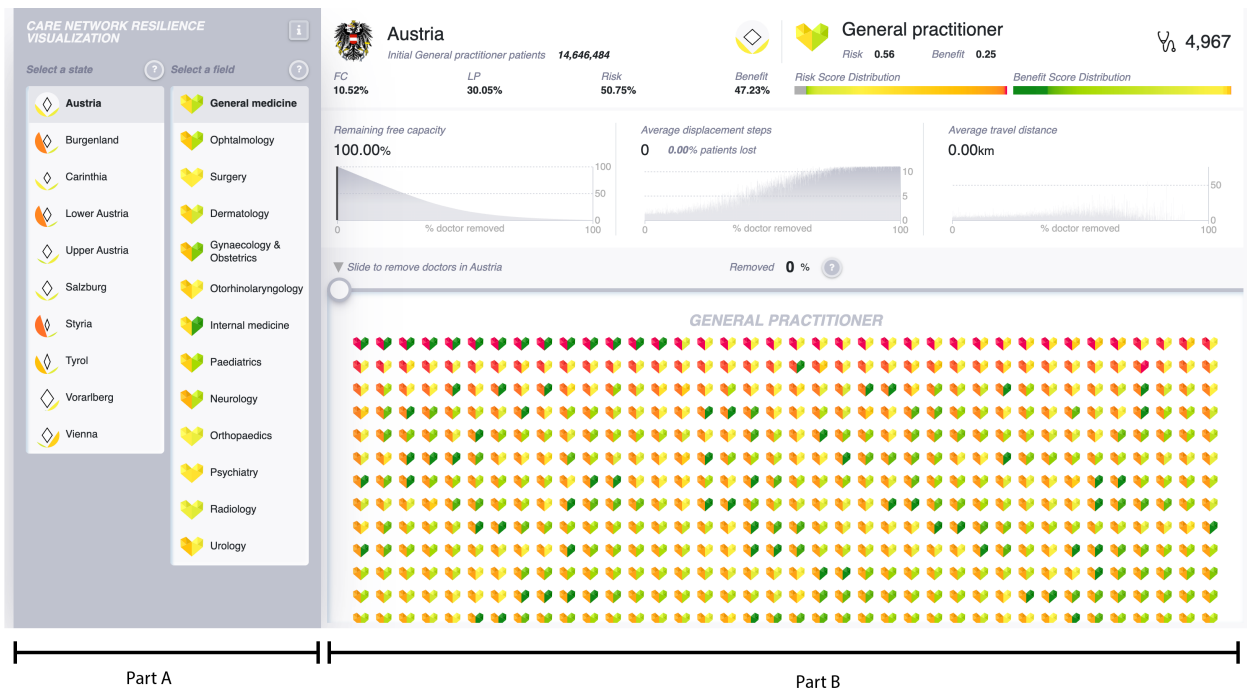 CARE NETWORK RESILIENCE
VISUALIZATION
i
Select a state
?
Select a field
?
Austria
Burgenland
Carinthia
Lower Austria
Upper Austria
Salzburg
Styria
Tyrol
Vorarlberg
Vienna
General medicine
Ophtalmology
Surgery
Dermatology
Gynaecology &
Obstetrics
Otorhinolaryngology
Internal medicine
Paediatrics
Neurology
Orthopaedics
Psychiatry
Radiology
Urology
Austria
Initial General practitioner patients 14,646,484
FC
10.52%
LP
30.05%
Risk
50.75%
Benefit
47.23%
General practitioner
Risk 0.56 Benefit 0.25
4,967
Risk Score Distribution
Benefit Score Distribution
Remaining free capacity
100.00%
100
50
0
0 % doctor removed 100
Average displacement steps
0 0.00% patients lost
10
5
0
0 % doctor removed 100
Average travel distance
0.00km
50
0
0 % doctor removed 100
Slide to remove doctors in Austria
Removed 0 % ?
GENERAL PRACTITIONER
Part A
Part B